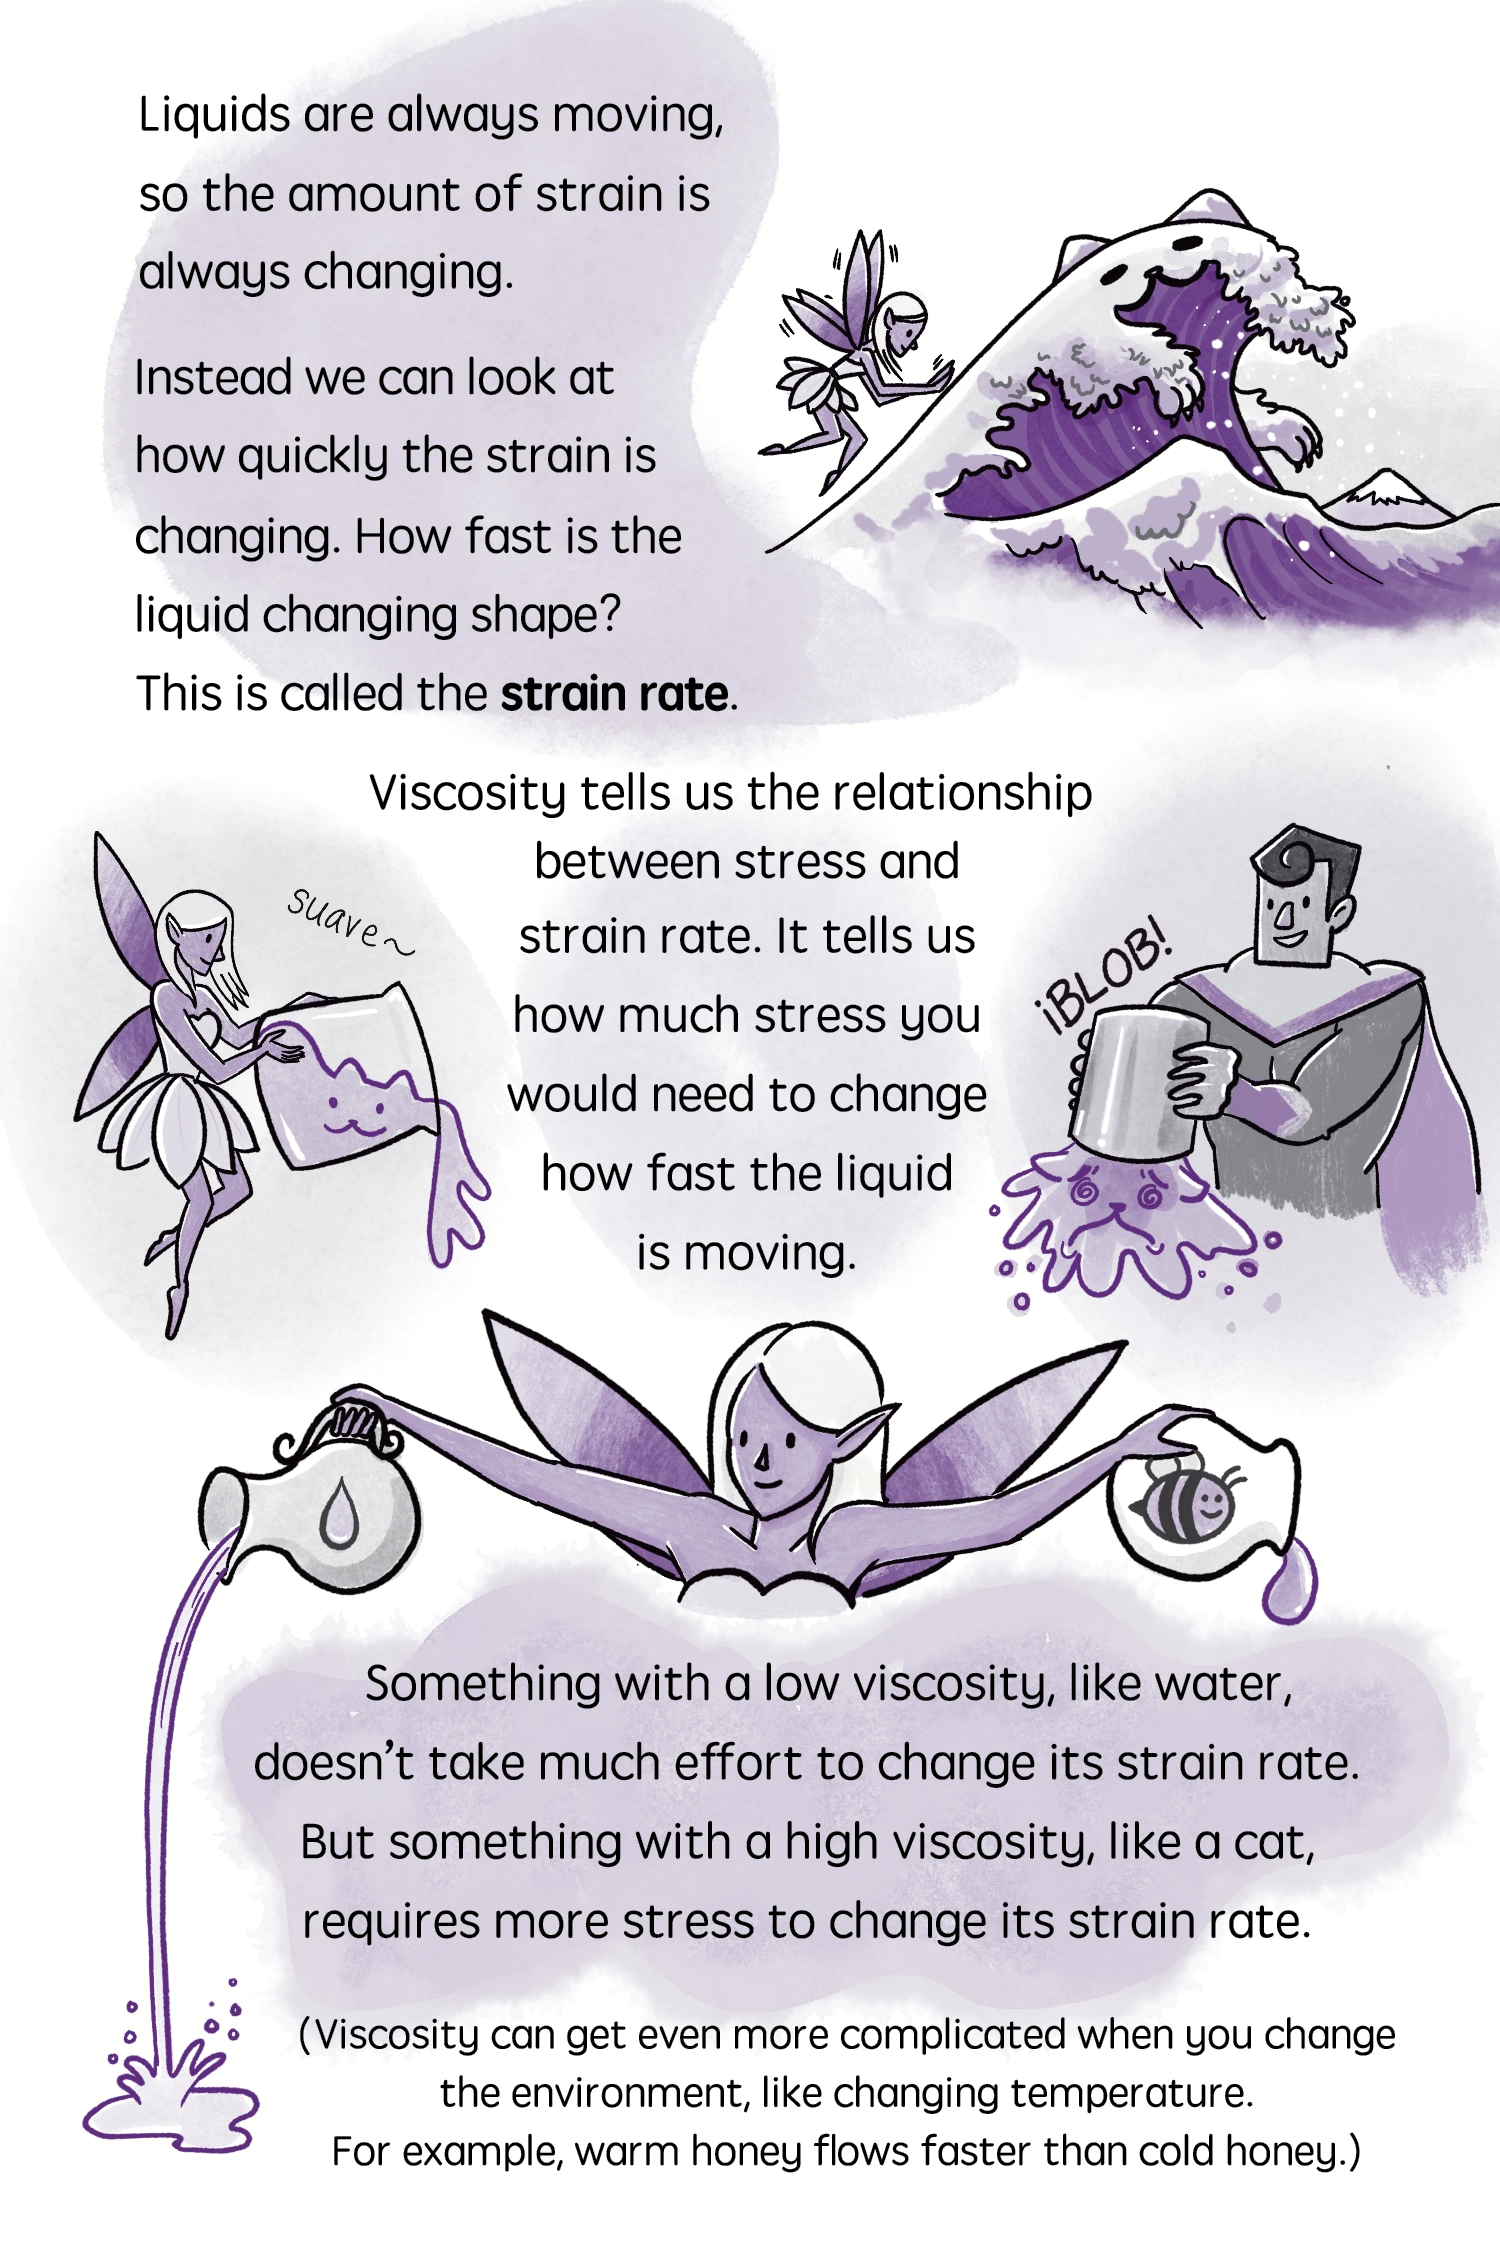 Liquids are always moving,
so the amount of strain is
always changing.
Instead we can look at
how quickly the strain is
changing. How fast is the
liquid changing shape?
This is called the strain rate.
Viscosity tells us the relationship
between stress and
strain rate. It tells us
how much stress you
would need to change
how fast the liquid
is moving.
suave~
¡BLOB!
Something with a low viscosity, like water,
doesn’t take much effort to change its strain rate.
But something with a high viscosity, like a cat,
requires more stress to change its strain rate.
(Viscosity can get even more complicated when you change
the environment, like changing temperature.
For example, warm honey flows faster than cold honey.)